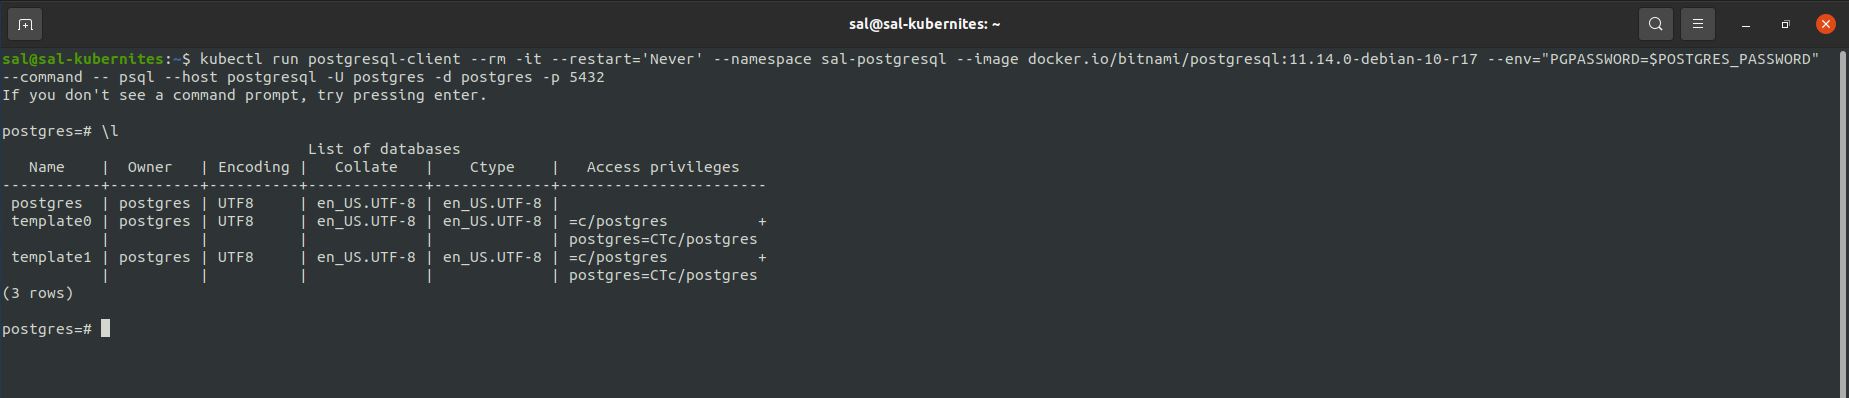 sal@sal-kubernites: ~
sal@sal-kubernites:~$ kubectl run postgresql-client --rm -it --restart='Never' --namespace sal-postgresql --image docker.io/bitnami/postgresql:11.14.0-debian-10-r17 --env="PGPASSWORD=$POSTGRES_PASSWORD"
--command -- psql --host postgresql -U postgres -d postgres -p 5432
If you don't see a command prompt, try pressing enter.
postgres=# \l
                                  List of databases
   Name    |  Owner   | Encoding |   Collate   |    Ctype    |   Access privileges
-----------+----------+----------+-------------+-------------+-----------------------
 postgres  | postgres | UTF8     | en_US.UTF-8 | en_US.UTF-8 |
 template0 | postgres | UTF8     | en_US.UTF-8 | en_US.UTF-8 | =c/postgres          +
           |          |          |             |             | postgres=CTc/postgres
 template1 | postgres | UTF8     | en_US.UTF-8 | en_US.UTF-8 | =c/postgres          +
           |          |          |             |             | postgres=CTc/postgres
(3 rows)
postgres=#